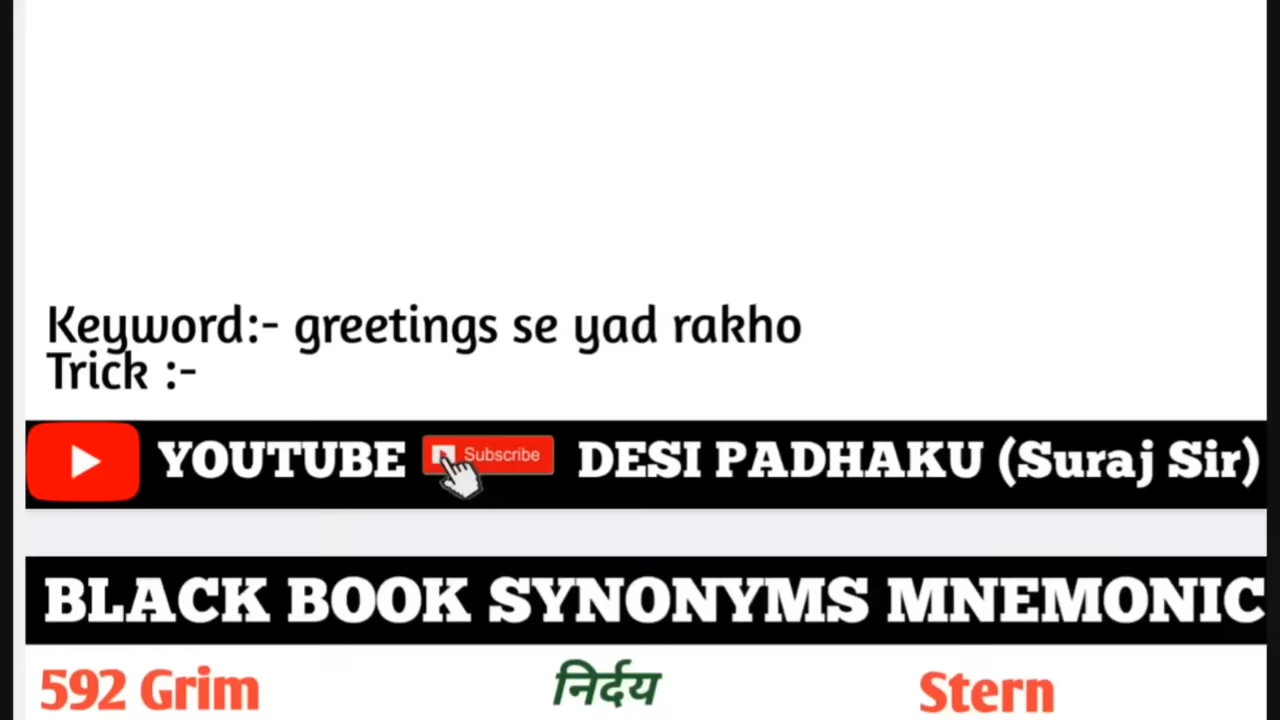 Keyword:- greetings se yad rakho
Trick :-
YOUTUBE Subscribe DESI PADHAKU (Suraj Sir)
BLACK BOOK SYNONYMS MNEMONIC
592 Grim निर्दय Stern